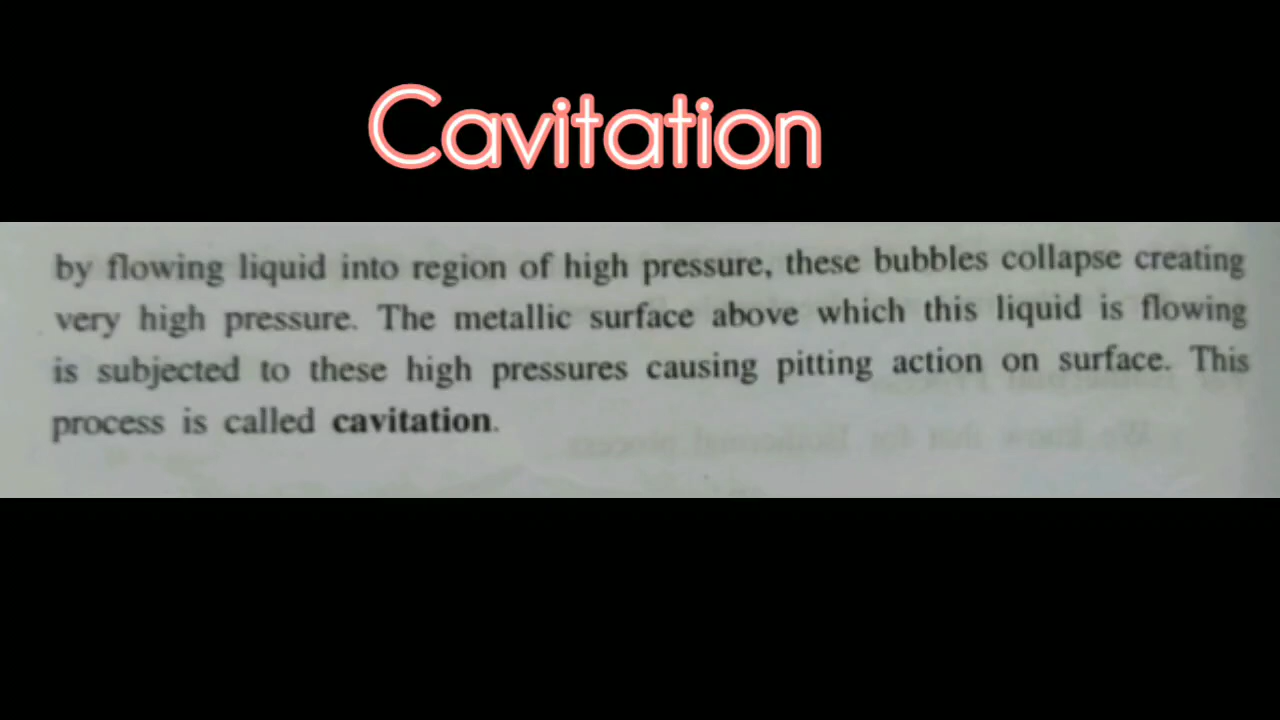 Cavitation
by flowing liquid into region of high pressure, these bubbles collapse creating
very high pressure. The metallic surface above which this liquid is flowing
is subjected to these high pressures causing pitting action on surface. This
process is called cavitation.